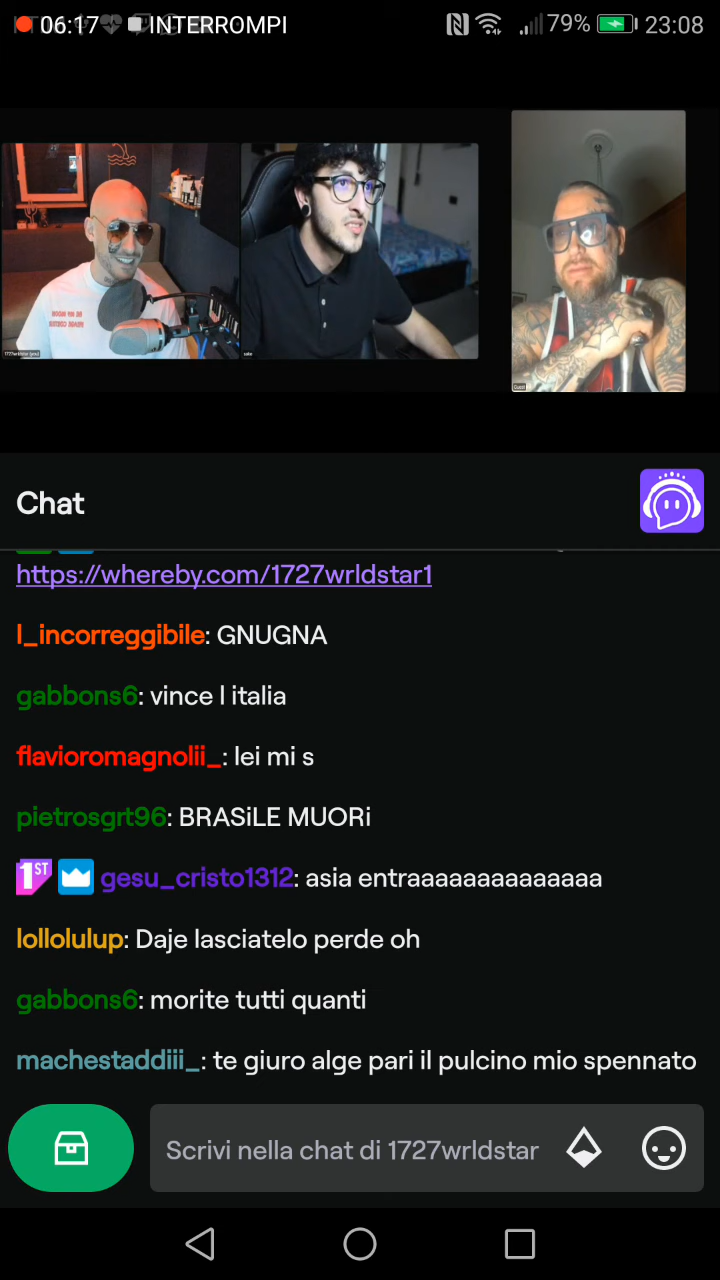 06:17 INTERROMPI 79% 23:08
Chat
https://whereby.com/1727wrldstar1
l_incorreggibile: GNUGNA
gabbons6: vince l italia
flavioromagnolii_: lei mi s
pietrosgrt96: BRASiLE MUORi
1ST gesu_cristo1312: asia entraaaaaaaaaaaaaa
lollolulup: Daje lasciatelo perde oh
gabbons6: morite tutti quanti
machestaddiii_: te giuro alge pari il pulcino mio spennato
Scrivi nella chat di 1727wrldstar